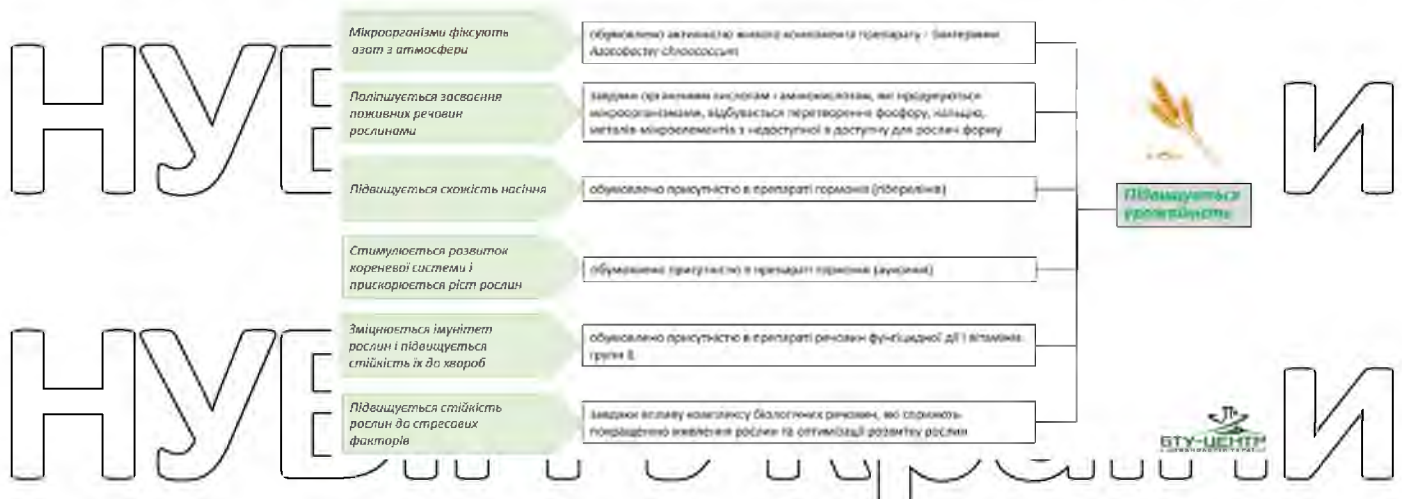 Мікроорганізми фіксують
азот з атмосфери
обумовлено активністю живого компонента препарату - бактеріями
Azotobacter chroococcum
Поліпшується засвоєння
поживних речовин
рослинами
завдяки органічним кислотам і амінокислотам, які продукуються
мікроорганізмами, відбувається перетворення фосфору, кальцію,
металів-мікроелементів з недоступної в доступну для рослин форму
Підвищується схожість насіння
обумовлено присутністю в препараті гормонів (гіберелінів)
Підвищується
урожайність
Стимулюється розвиток
кореневої системи і
прискорюється ріст рослин
обумовлено присутністю в препараті гормонів (ауксинів)
Зміцнюється імунітет
рослин і підвищується
стійкість їх до хвороб
обумовлено присутністю в препараті речовин фунгіцидної дії і вітамінів
групи В
Підвищується стійкість
рослин до стресових
факторів
завдяки впливу комплексу біологічних речовин, які сприяють
покращенню живлення рослин та оптимізації розвитку рослин
БТУ-ЦЕНТР